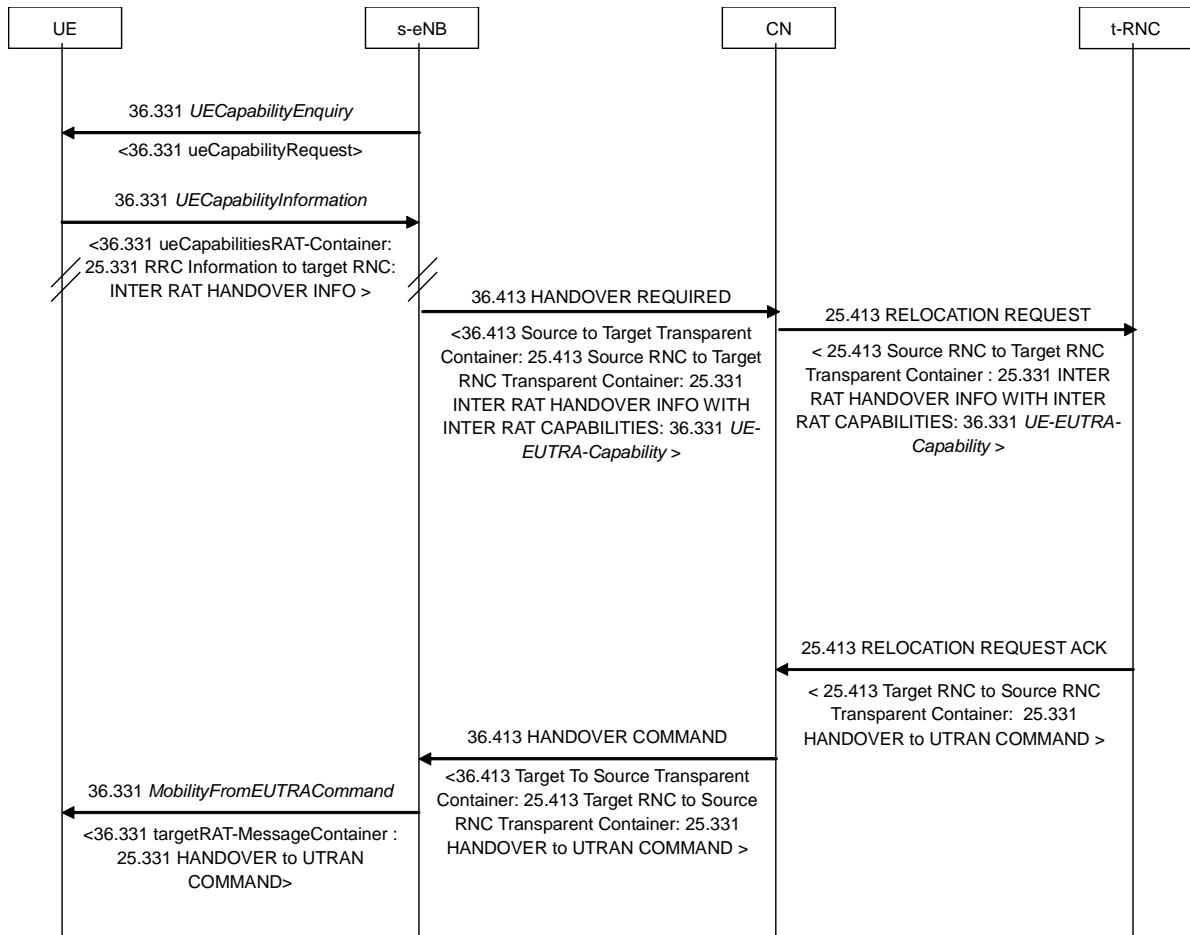 UE
s-eNB
CN
t-RNC
36.331 UECapabilityEnquiry
<36.331 ueCapabilityRequest>
36.331 UECapabilityInformation
<36.331 ueCapabilitiesRAT-Container:
25.331 RRC Information to target RNC:
INTER RAT HANDOVER INFO >
36.413 HANDOVER REQUIRED
<36.413 Source to Target Transparent
Container: 25.413 Source RNC to Target
RNC Transparent Container: 25.331
INTER RAT HANDOVER INFO WITH
INTER RAT CAPABILITIES: 36.331 UE-
EUTRA-Capability >
25.413 RELOCATION REQUEST
< 25.413 Source RNC to Target RNC
Transparent Container : 25.331 INTER
RAT HANDOVER INFO WITH INTER
RAT CAPABILITIES: 36.331 UE-EUTRA-
Capability >
25.413 RELOCATION REQUEST ACK
< 25.413 Target RNC to Source RNC
Transparent Container: 25.331
HANDOVER to UTRAN COMMAND >
36.413 HANDOVER COMMAND
<36.413 Target To Source Transparent
Container: 25.413 Target RNC to Source
RNC Transparent Container: 25.331
HANDOVER to UTRAN COMMAND >
36.331 MobilityFromEUTRACommand
<36.331 targetRAT-MessageContainer :
25.331 HANDOVER to UTRAN
COMMAND>